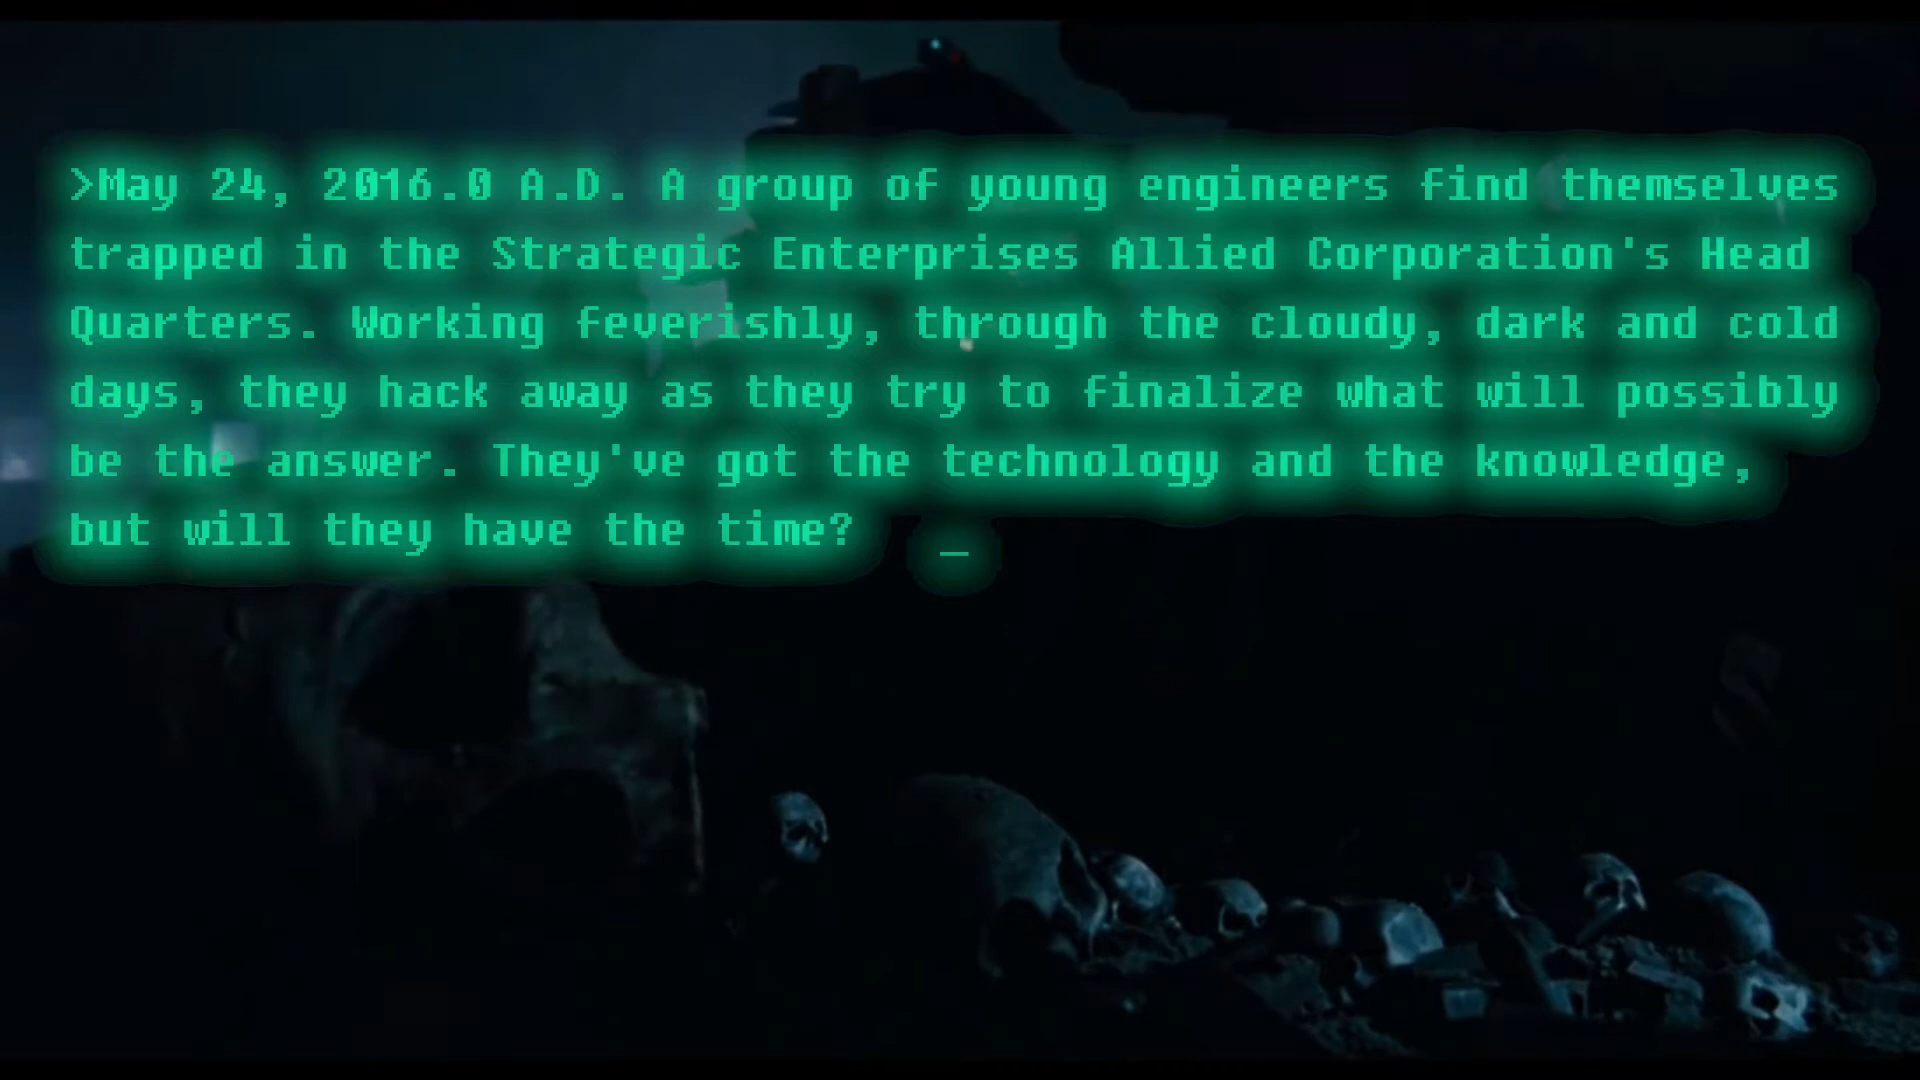 >May 24, 2016.0 A.D. A group of young engineers find themselves
trapped in the Strategic Enterprises Allied Corporation's Head
Quarters. Working feverishly, through the cloudy, dark and cold
days, they hack away as they try to finalize what will possibly
be the answer. They've got the technology and the knowledge,
but will they have the time? _